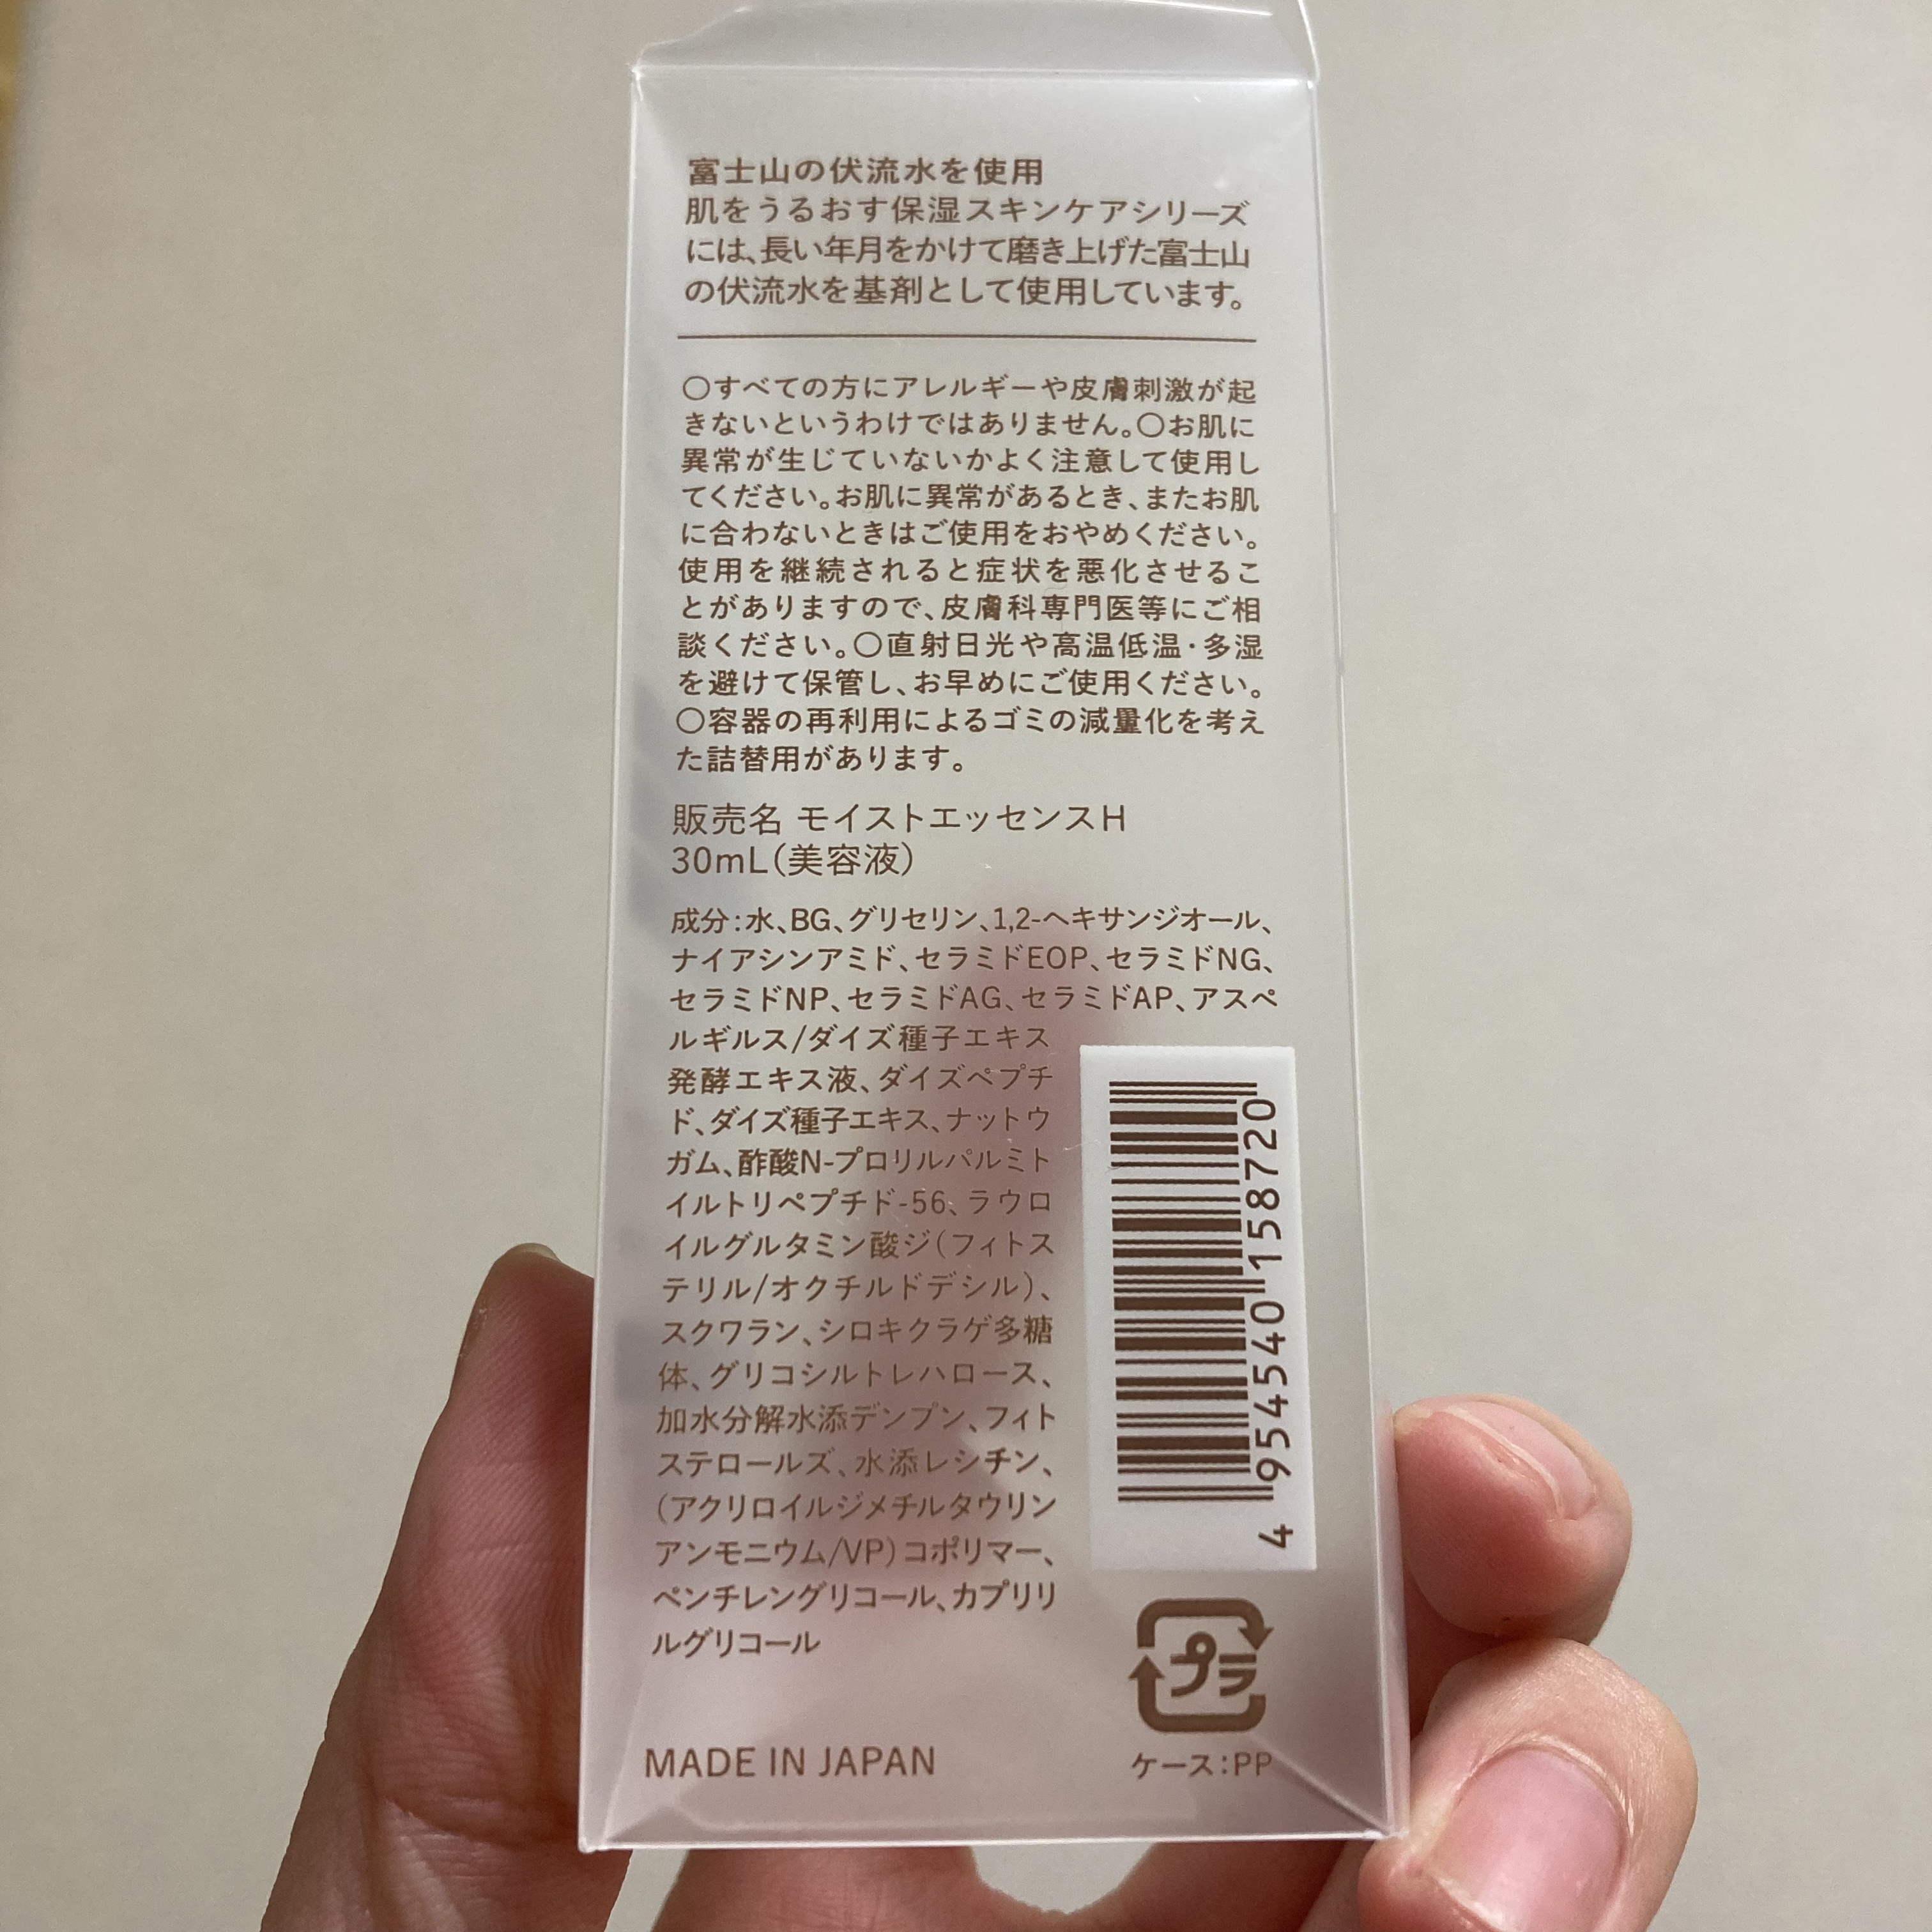 富士山の伏流水を使用
肌をうるおす保湿スキンケアシリーズ
には、長い年月をかけて磨き上げた富士山
の伏流水を基剤として使用しています。
〇すべての方にアレルギーや皮膚刺激が起
きないというわけではありません。〇お肌に
異常が生じていないかよく注意して使用し
てください。お肌に異常があるとき、またお肌
に合わないときはご使用をおやめください。
使用を継続されると症状を悪化させるこ
とがありますので、皮膚科専門医等にご相
談ください。〇直射日光や高温低温・多湿
を避けて保管し、お早めにご使用ください。
〇容器の再利用によるゴミの減量化を考え
た詰替用があります。
販売名 モイストエッセンスH
30mL(美容液)
成分:水、BG、グリセリン、1,2-ヘキサンジオール、
ナイアシンアミド、セラミドEOP、セラミドNG、
セラミドNP、セラミドAG、セラミドAP、アスペ
ルギルス/ダイズ種子エキス
発酵エキス液、ダイズペプチ
ド、ダイズ種子エキス、ナットウ
ガム、酢酸N-プロリルパルミト
イルトリペプチド-56、ラウロ
イルグルタミン酸ジ(フィトス
テリル/オクチルドデシル)、
スクワラン、シロキクラゲ多糖
体、グリコシルトレハロース、
加水分解水添デンプン、フィト
ステロールズ、水添レシチン、
(アクリロイルジメチルタウリン
アンモニウム/VP)コポリマー、
ペンチレングリコール、カプリリ
ルグリコール
4 954540 158720
プラ
MADE IN JAPAN
ケース:PP